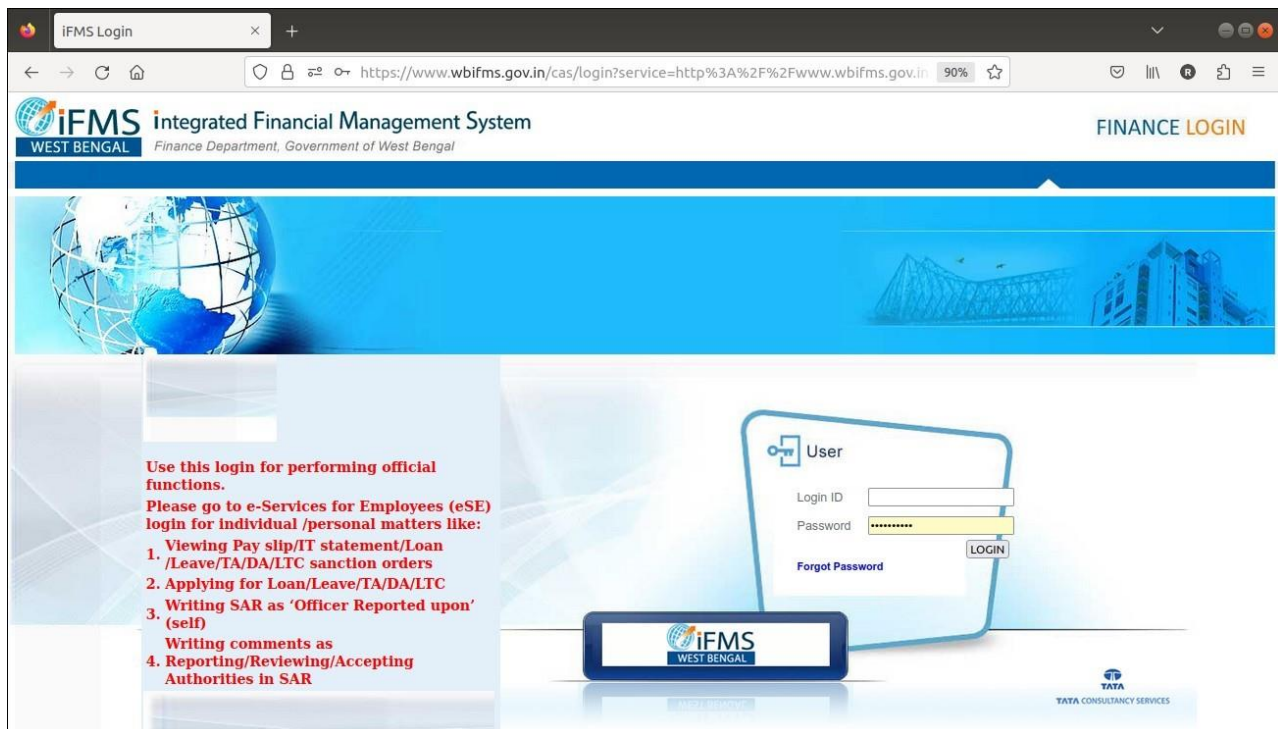 iFMS Login
https://www.wbifms.gov.in/cas/login?service=http%3A%2F%2Fwww.wbifms.gov.in
90%
iFMS
WEST BENGAL
integrated Financial Management System
Finance Department, Government of West Bengal
FINANCE LOGIN
Use this login for performing official
functions.
Please go to e-Services for Employees (eSE)
login for individual /personal matters like:
1. Viewing Pay slip/IT statement/Loan
/Leave/TA/DA/LTC sanction orders
2. Applying for Loan/Leave/TA/DA/LTC
3. Writing SAR as ‘Officer Reported upon’
(self)
Writing comments as
4. Reporting/Reviewing/Accepting
Authorities in SAR
User
Login ID
Password
LOGIN
Forgot Password
iFMS
WEST BENGAL
TATA
TATA CONSULTANCY SERVICES